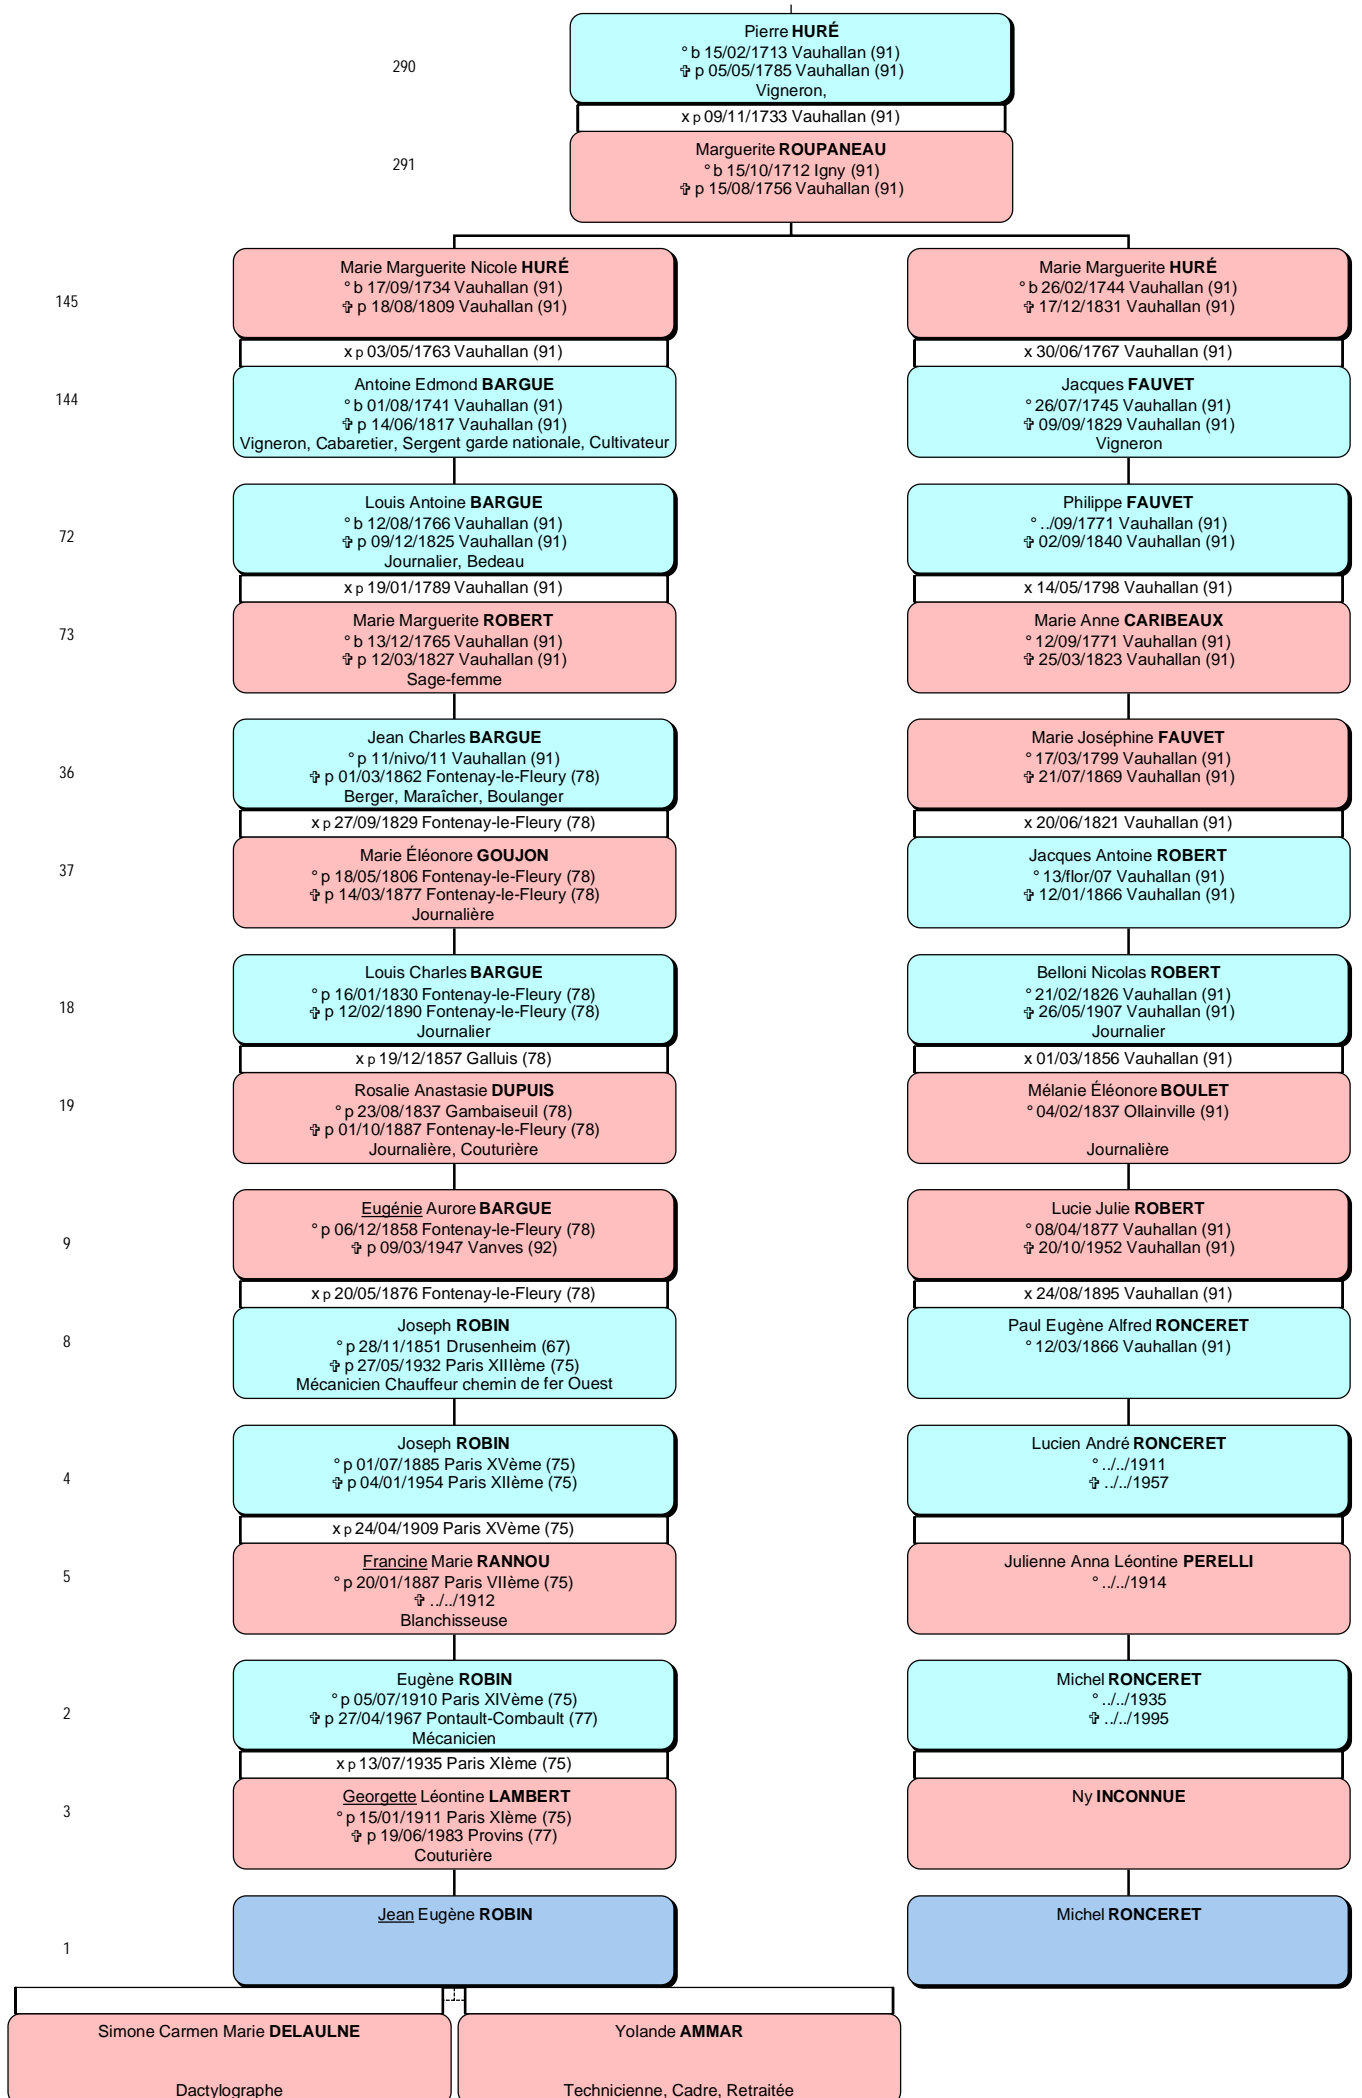 290
Pierre HURÉ
° b 15/02/1713 Vauhallan (91)
✞ p 05/05/1785 Vauhallan (91)
Vigneron,
x p 09/11/1733 Vauhallan (91)
291
Marguerite ROUPANEAU
° b 15/10/1712 Igny (91)
✞ p 15/08/1756 Vauhallan (91)
145
Marie Marguerite Nicole HURÉ
° b 17/09/1734 Vauhallan (91)
✞ p 18/08/1809 Vauhallan (91)
x p 03/05/1763 Vauhallan (91)
144
Antoine Edmond BARGUE
° b 01/08/1741 Vauhallan (91)
✞ p 14/06/1817 Vauhallan (91)
Vigneron, Cabaretier, Sergent garde nationale, Cultivateur
72
Louis Antoine BARGUE
° b 12/08/1766 Vauhallan (91)
✞ p 09/12/1825 Vauhallan (91)
Journalier, Bedeau
x p 19/01/1789 Vauhallan (91)
73
Marie Marguerite ROBERT
° b 13/12/1765 Vauhallan (91)
✞ p 12/03/1827 Vauhallan (91)
Sage-femme
36
Jean Charles BARGUE
° p 11/nivo/11 Vauhallan (91)
✞ p 01/03/1862 Fontenay-le-Fleury (78)
Berger, Maraîcher, Boulanger
x p 27/09/1829 Fontenay-le-Fleury (78)
37
Marie Éléonore GOUJON
° p 18/05/1806 Fontenay-le-Fleury (78)
✞ p 14/03/1877 Fontenay-le-Fleury (78)
Journalière
18
Louis Charles BARGUE
° p 16/01/1830 Fontenay-le-Fleury (78)
✞ p 12/02/1890 Fontenay-le-Fleury (78)
Journalier
x p 19/12/1857 Galluis (78)
19
Rosalie Anastasie DUPUIS
° p 23/08/1837 Gambaiseuil (78)
✞ p 01/10/1887 Fontenay-le-Fleury (78)
Journalière, Couturière
9
Eugénie Aurore BARGUE
° p 06/12/1858 Fontenay-le-Fleury (78)
✞ p 09/03/1947 Vanves (92)
x p 20/05/1876 Fontenay-le-Fleury (78)
8
Joseph ROBIN
° p 28/11/1851 Drusenheim (67)
✞ p 27/05/1932 Paris XIIIème (75)
Mécanicien Chauffeur chemin de fer Ouest
4
Joseph ROBIN
° p 01/07/1885 Paris XVème (75)
✞ p 04/01/1954 Paris XIIème (75)
x p 24/04/1909 Paris XVème (75)
5
Francine Marie RANNOU
° p 20/01/1887 Paris VIIème (75)
✞ ../../1912
Blanchisseuse
2
Eugène ROBIN
° p 05/07/1910 Paris XIVème (75)
✞ p 27/04/1967 Pontault-Combault (77)
Mécanicien
x p 13/07/1935 Paris XIème (75)
3
Georgette Léontine LAMBERT
° p 15/01/1911 Paris XIème (75)
✞ p 19/06/1983 Provins (77)
Couturière
1
Jean Eugène ROBIN
Simone Carmen Marie DELAULNE
Dactylographe
Yolande AMMAR
Technicienne, Cadre, Retraitée
Marie Marguerite HURÉ
° b 26/02/1744 Vauhallan (91)
✞ 17/12/1831 Vauhallan (91)
x 30/06/1767 Vauhallan (91)
Jacques FAUVET
° 26/07/1745 Vauhallan (91)
✞ 09/09/1829 Vauhallan (91)
Vigneron
Philippe FAUVET
° ../09/1771 Vauhallan (91)
✞ 02/09/1840 Vauhallan (91)
x 14/05/1798 Vauhallan (91)
Marie Anne CARIBEAUX
° 12/09/1771 Vauhallan (91)
✞ 25/03/1823 Vauhallan (91)
Marie Joséphine FAUVET
° 17/03/1799 Vauhallan (91)
✞ 21/07/1869 Vauhallan (91)
x 20/06/1821 Vauhallan (91)
Jacques Antoine ROBERT
° 13/flor/07 Vauhallan (91)
✞ 12/01/1866 Vauhallan (91)
Belloni Nicolas ROBERT
° 21/02/1826 Vauhallan (91)
✞ 26/05/1907 Vauhallan (91)
Journalier
x 01/03/1856 Vauhallan (91)
Mélanie Éléonore BOULET
° 04/02/1837 Ollainville (91)
Journalière
Lucie Julie ROBERT
° 08/04/1877 Vauhallan (91)
✞ 20/10/1952 Vauhallan (91)
x 24/08/1895 Vauhallan (91)
Paul Eugène Alfred RONCERET
° 12/03/1866 Vauhallan (91)
Lucien André RONCERET
° ../../1911
✞ ../../1957
Julienne Anna Léontine PERELLI
° ../../1914
Michel RONCERET
° ../../1935
✞ ../../1995
Ny INCONNUE
Michel RONCERET